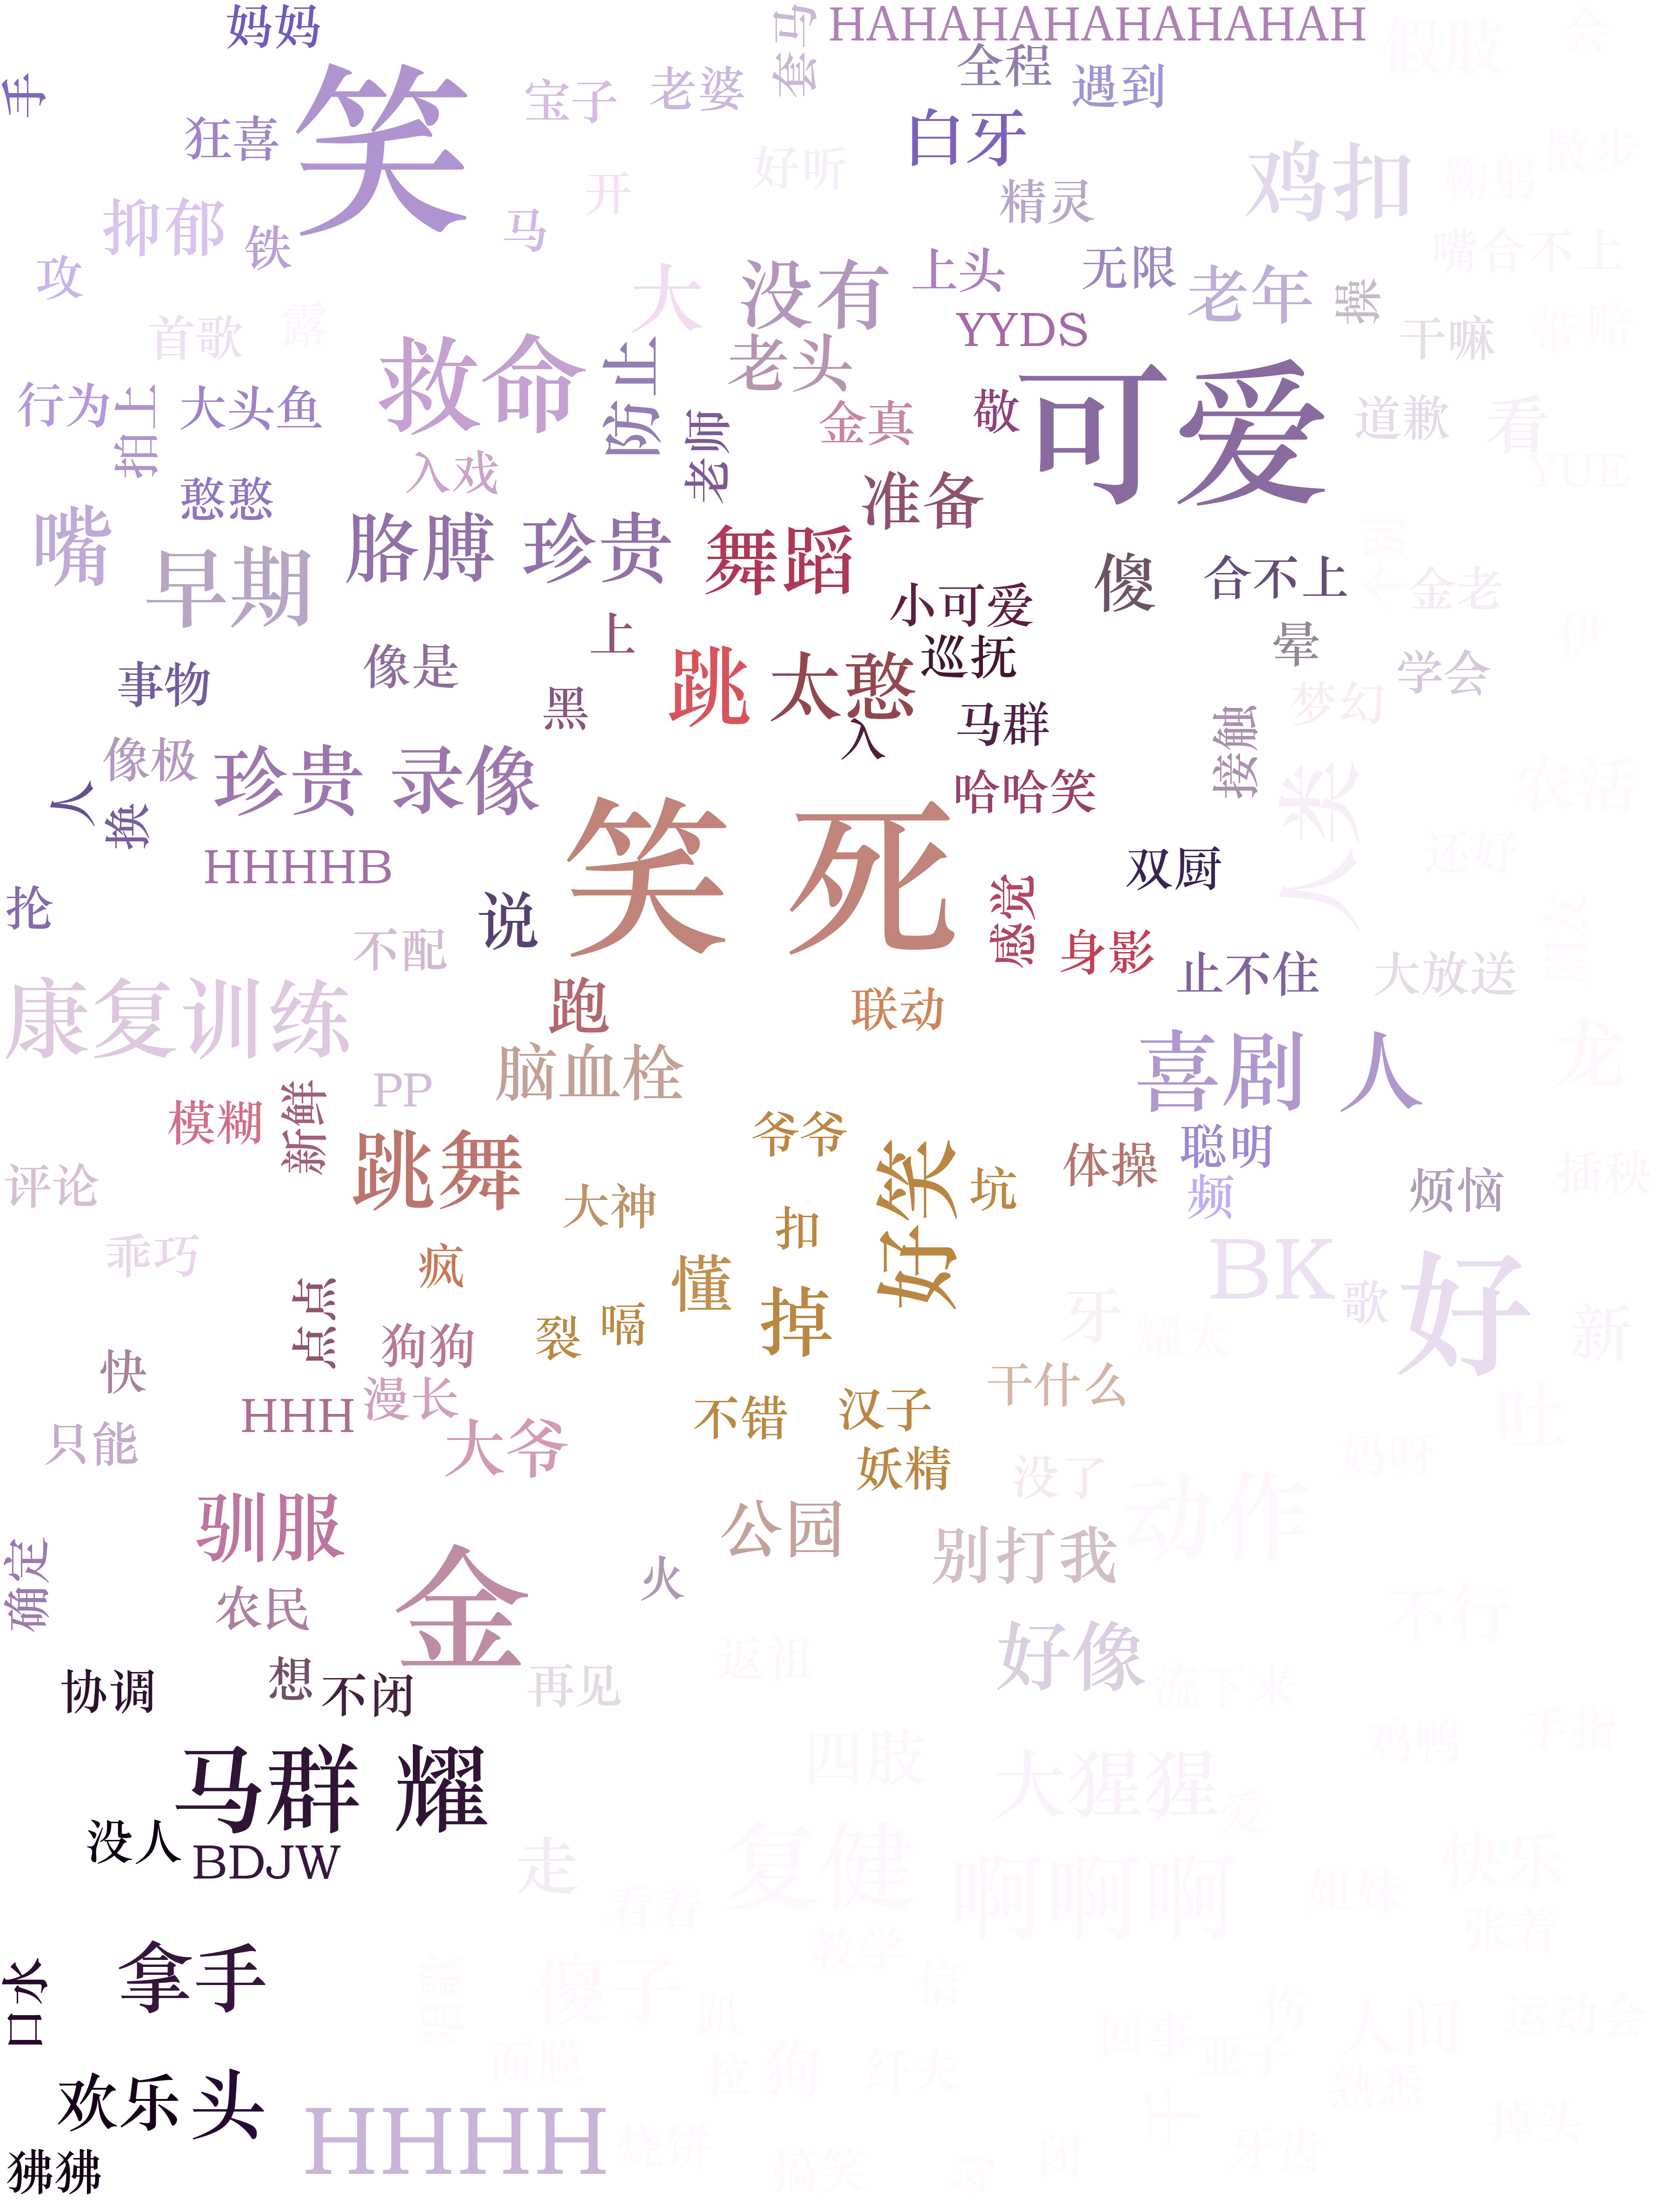 妈妈
HAHAHAHAHAHAHAH
假肢
会
套马
手
笑
宝子
老婆
全程
遇到
狂喜
白牙
鸡扣
散步
鞠躬
好听
开
精灵
抑郁
铁
马
攻
大
没有
上头
无限
老年
操
嘴合不上
首歌
露
YYDS
干嘛
带
赔
救命
防止
老头
可爱
行为
拍上
大头鱼
老师
金真
敬
道歉
看
YUE
入戏
憨憨
准备
嘴
早期
胳膊
珍贵
舞蹈
傻
合不上
个别
金老
小可爱
上
巡抚
伊
晕
学会
事物
像是
黑
跳
太憨
入
马群
梦幻
接触
像极
珍贵
录像
人
换
哈哈笑
人类
农活
笑
死
HHHHB
双厨
还好
抡
说
感觉
身影
不配
止不住
大放送
朋友
康复训练
跑
联动
喜剧
人
龙
脑血栓
PP
模糊
新鲜
跳舞
爷爷
好笑
体操
聪明
频
坑
烦恼
插秧
评论
大神
扣
乖巧
疯
懂
掉
BK
好
歌
新
点点
狗狗
裂
嗝
牙
耀太
快
漫长
HHH
不错
汉子
干什么
吐
只能
大爷
妖精
没了
妈呀
驯服
公园
别打我
动作
确定
金
火
农民
不行
协调
想
不闭
再见
返祖
好像
流下来
马群
耀
四肢
大猩猩
爱
鸡鸭
手指
没人
BDJW
走
复健
啊啊啊
快乐
姐妹
看着
张着
教学
口水
拿手
唱歌
傻子
趴
信
伤
人间
运动会
回事
亚子
面膜
拉
狗
纤夫
熟悉
欢乐
头
干
掉头
HHHH
烧饼
闭
牙齿
狒狒
搞笑